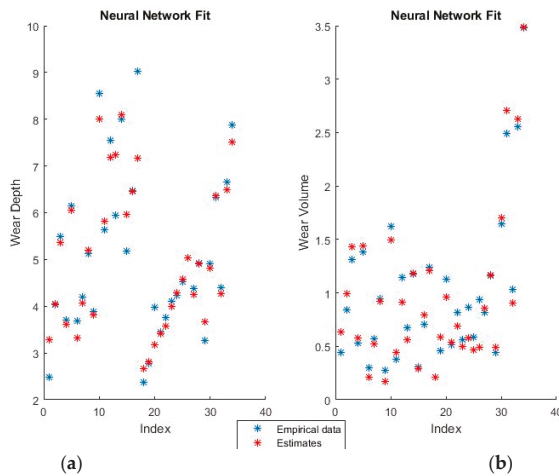 Neural Network Fit
10
9
8
7
6
5
4
3
2
Wear Depth
0
10
20
30
40
Index
Neural Network Fit
3.5
3
2.5
2
1.5
1
0.5
0
Wear Volume
0
10
20
30
40
Index
Empirical data
Estimates
(a)
(b)